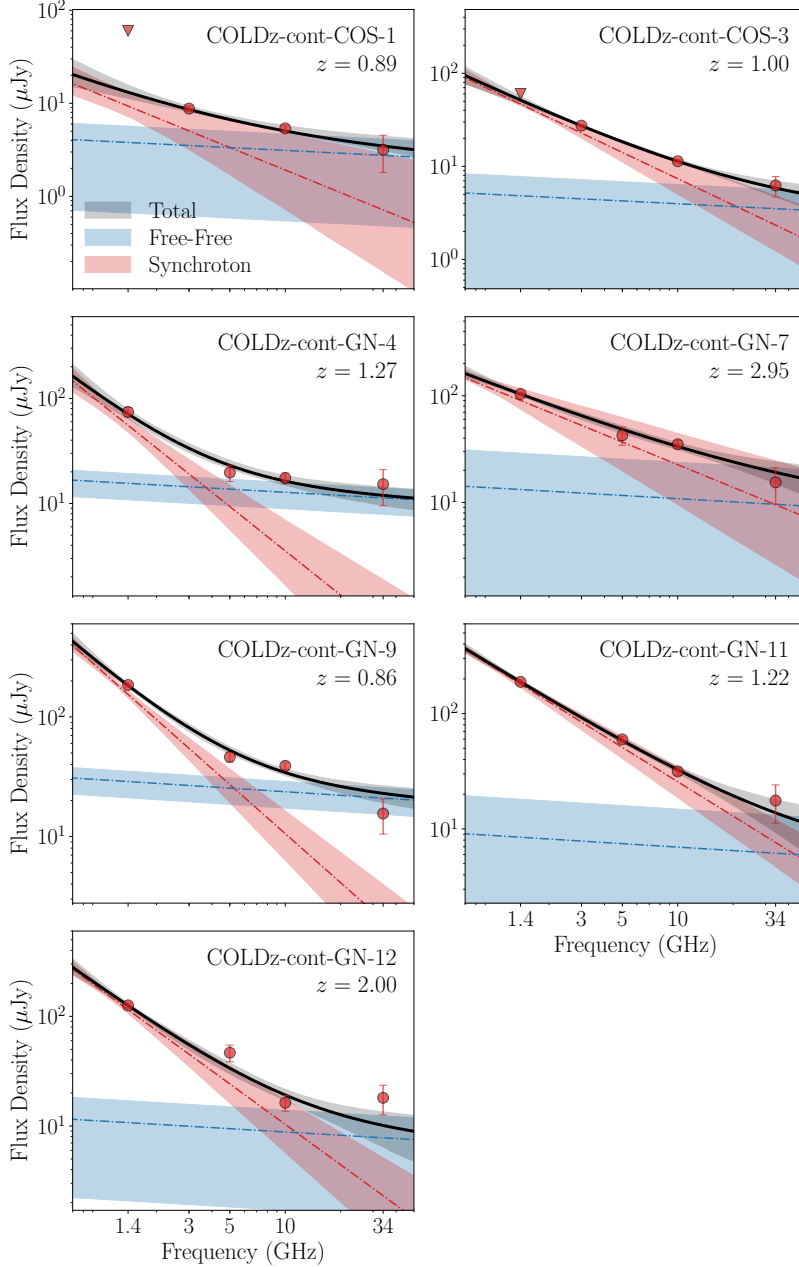 COLDz-cont-COS-1
z = 0.89
Flux Density (μJy)
10²
10¹
10⁰
Total
Free-Free
Synchroton
COLDz-cont-COS-3
z = 1.00
10²
10¹
10⁰
COLDz-cont-GN-4
z = 1.27
Flux Density (μJy)
10²
10¹
COLDz-cont-GN-7
z = 2.95
10²
10¹
COLDz-cont-GN-9
z = 0.86
Flux Density (μJy)
10²
10¹
COLDz-cont-GN-11
z = 1.22
10²
10¹
1.4 3 5 10 34
Frequency (GHz)
COLDz-cont-GN-12
z = 2.00
Flux Density (μJy)
10²
10¹
1.4 3 5 10 34
Frequency (GHz)